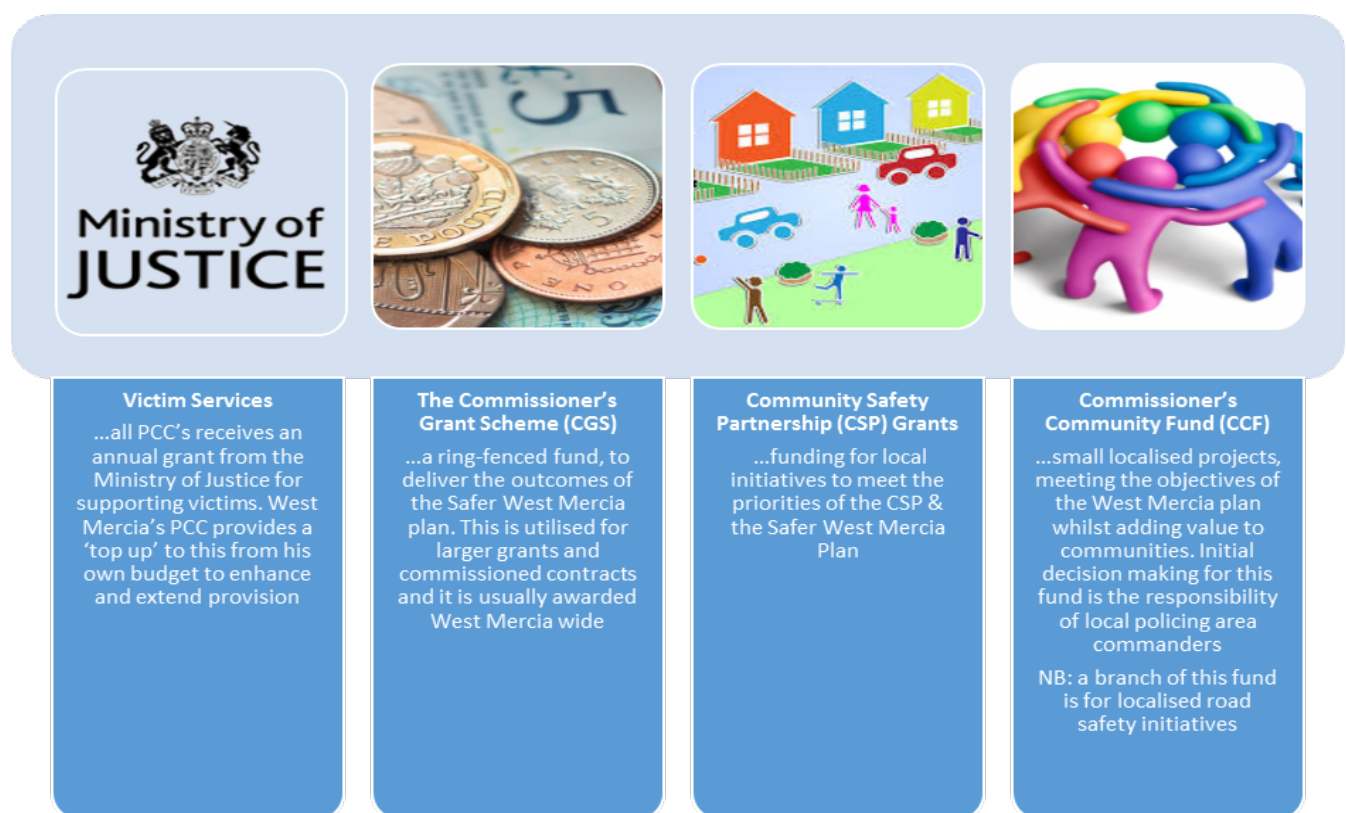 Ministry of
JUSTICE
5
E POUND
PENCE
5
Victim Services
...all PCC's receives an
annual grant from the
Ministry of Justice for
supporting victims. West
Mercia's PCC provides a
‘top up’ to this from his
own budget to enhance
and extend provision
The Commissioner's
Grant Scheme (CGS)
...a ring-fenced fund, to
deliver the outcomes of
the Safer West Mercia
plan. This is utilised for
larger grants and
commissioned contracts
and it is usually awarded
West Mercia wide
Community Safety
Partnership (CSP) Grants
...funding for local
initiatives to meet the
priorities of the CSP &
the Safer West Mercia
Plan
Commissioner's
Community Fund (CCF)
...small localised projects,
meeting the objectives of
the West Mercia plan
whilst adding value to
communities. Initial
decision making for this
fund is the responsibility
of local policing area
commanders
NB: a branch of this fund
is for localised road
safety initiatives